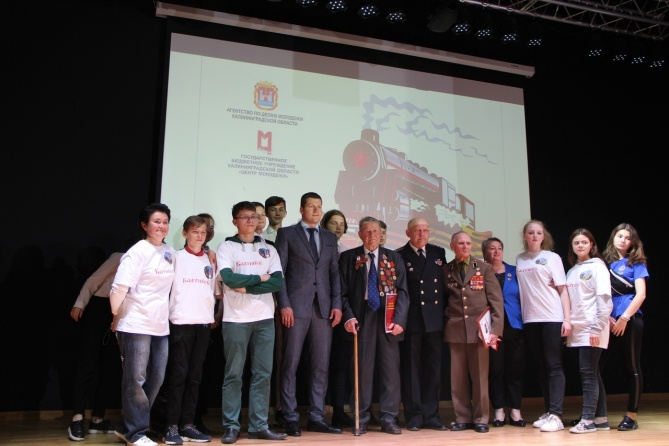 АГЕНТСТВО ПО ДЕЛАМ МОЛОДЕЖИ
КАЛИНИНГРАДСКОЙ ОБЛАСТИ
ГОСУДАРСТВЕННОЕ
БЮДЖЕТНОЕ УЧРЕЖДЕНИЕ
КАЛИНИНГРАДСКОЙ ОБЛАСТИ
«ЦЕНТР МОЛОДЕЖИ»